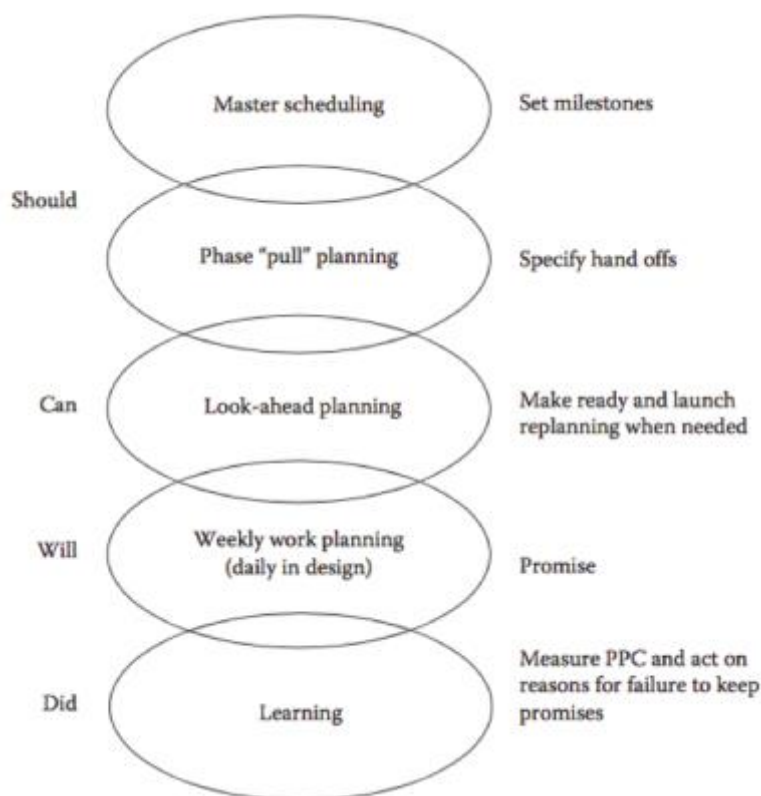 Master scheduling
Set milestones
Should
Phase “pull” planning
Specify hand offs
Can
Look-ahead planning
Make ready and launch
replanning when needed
Will
Weekly work planning
(daily in design)
Promise
Did
Learning
Measure PPC and act on
reasons for failure to keep
promises